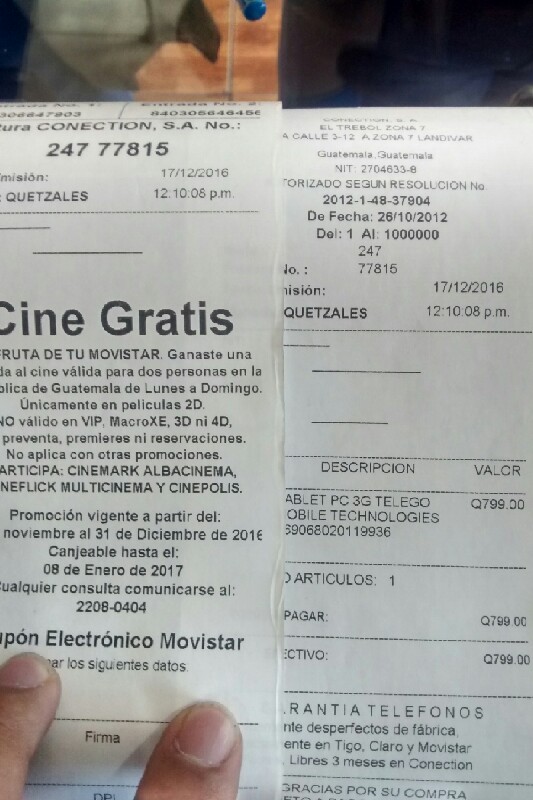 Entrada No. 2:
306647903 840305646456
ura CONECTION, S.A. No.:
247 77815
misión: 17/12/2016
: QUETZALES 12:10:08 p.m.
Cine Gratis
FRUTA DE TU MOVISTAR. Ganaste una
da al cine válida para dos personas en la
blica de Guatemala de Lunes a Domingo.
Únicamente en peliculas 2D.
NO válido en VIP, MacroXE, 3D ni 4D,
preventa, premieres ni reservaciones.
No aplica con otras promociones.
ARTICIPA: CINEMARK ALBACINEMA,
NEFLICK MULTICINEMA Y CINEPOLIS.
Promoción vigente a partir del:
noviembre al 31 de Diciembre de 2016
Canjeable hasta el:
08 de Enero de 2017
ualquier consulta comunicarse al:
2208-0404
upón Electrónico Movistar
nar los siguientes datos.
Firma
DPI
CONECTION, S.A.
EL TREBOL ZONA 7
A CALLE 3-12 A ZONA 7 LANDIVAR
Guatemala,Guatemala
NIT: 2704633-8
TORIZADO SEGUN RESOLUCION No.
2012-1-48-37904
De Fecha: 26/10/2012
Del: 1 Al: 1000000
247
No. : 77815
isión: 17/12/2016
QUETZALES 12:10:08 p.m.
DESCRIPCION VALOR
ABLET PC 3G TELEGO Q799.00
OBILE TECHNOLOGIES
69068020119936
O ARTICULOS: 1
PAGAR: Q799.00
ECTIVO: Q799.00
RANTIA TELEFONOS
nte desperfectos de fábrica,
ente en Tigo, Claro y Movistar
Libres 3 meses en Conection
GRACIAS POR SU COMPRA